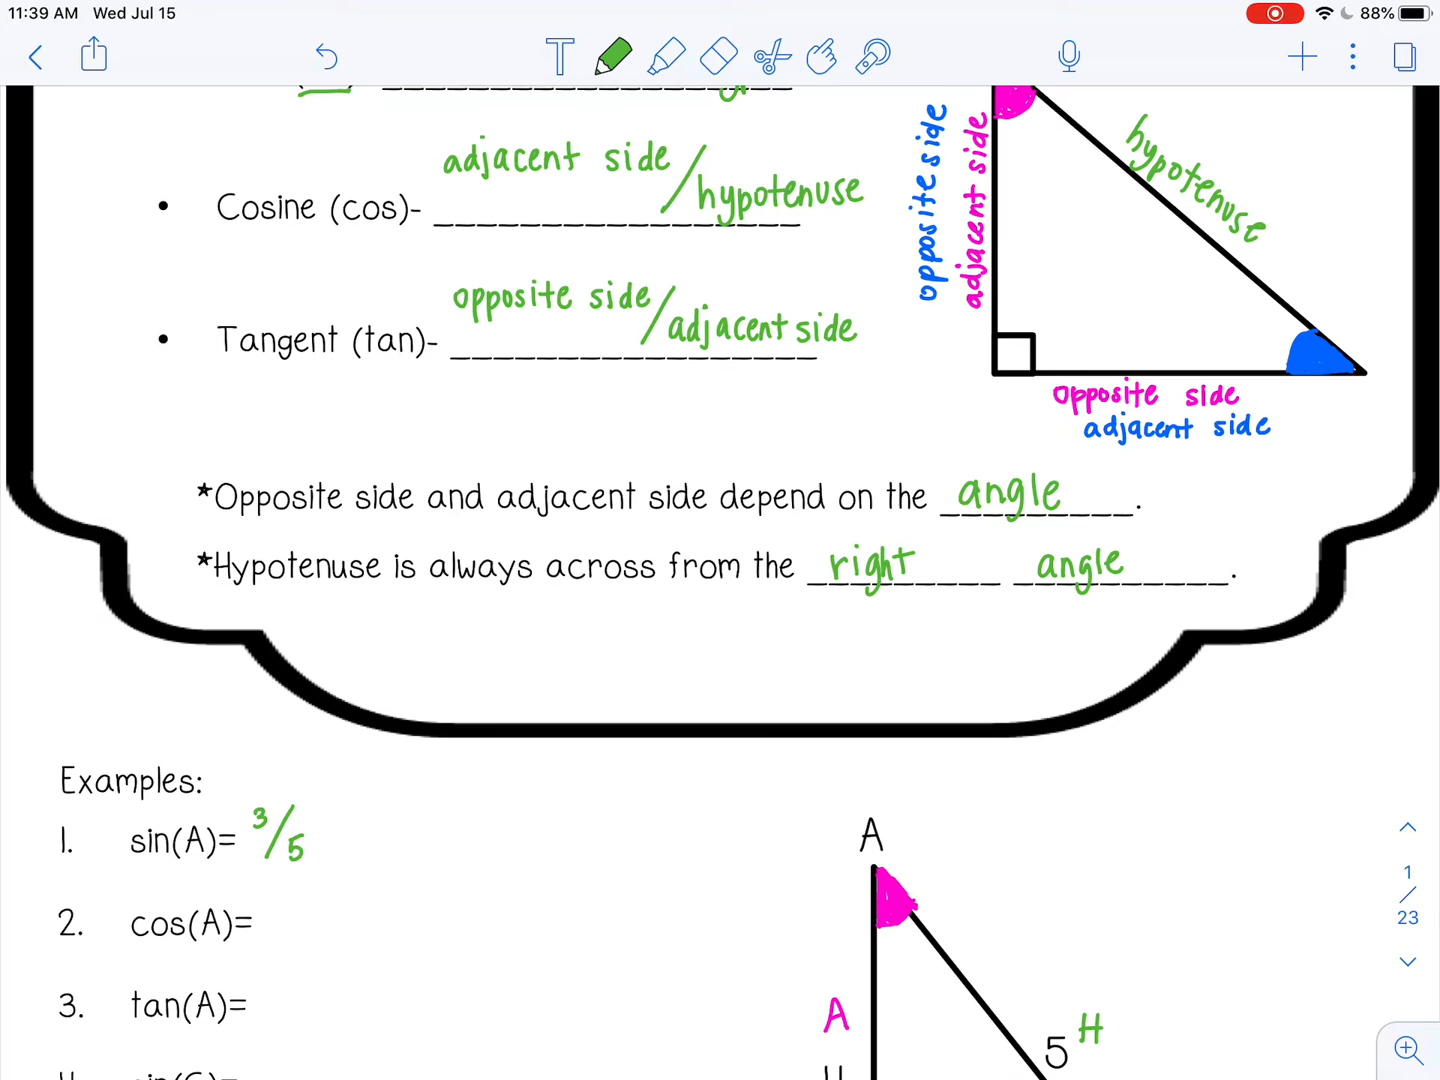 11:39 AM Wed Jul 15
88%
adjacent side / hypotenuse
• Cosine (cos)- __________________
opposite side / adjacent side
• Tangent (tan)- __________________
opposite side
adjacent side
hypotenuse
opposite side
adjacent side
*Opposite side and adjacent side depend on the angle.
*Hypotenuse is always across from the right angle.
Examples:
1. sin(A)= 3/5
2. cos(A)=
3. tan(A)=
A
A
5 H
1
/
23